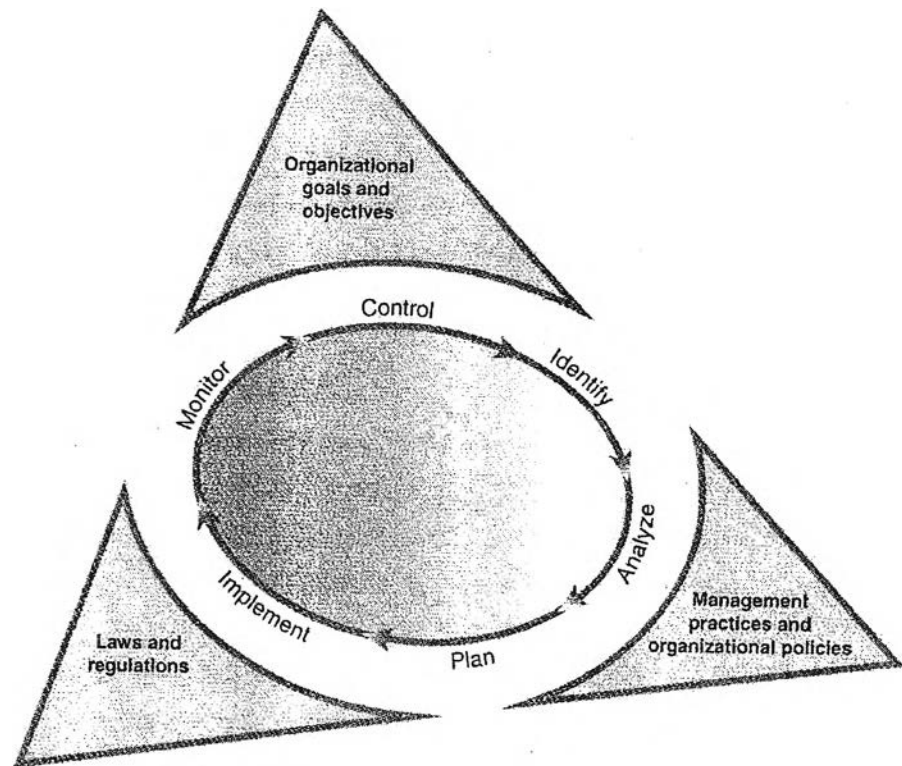 Organizational
goals and
objectives
Control
Identify
Monitor
Analyze
Implement
Plan
Management
practices and
organizational policies
Laws and
regulations